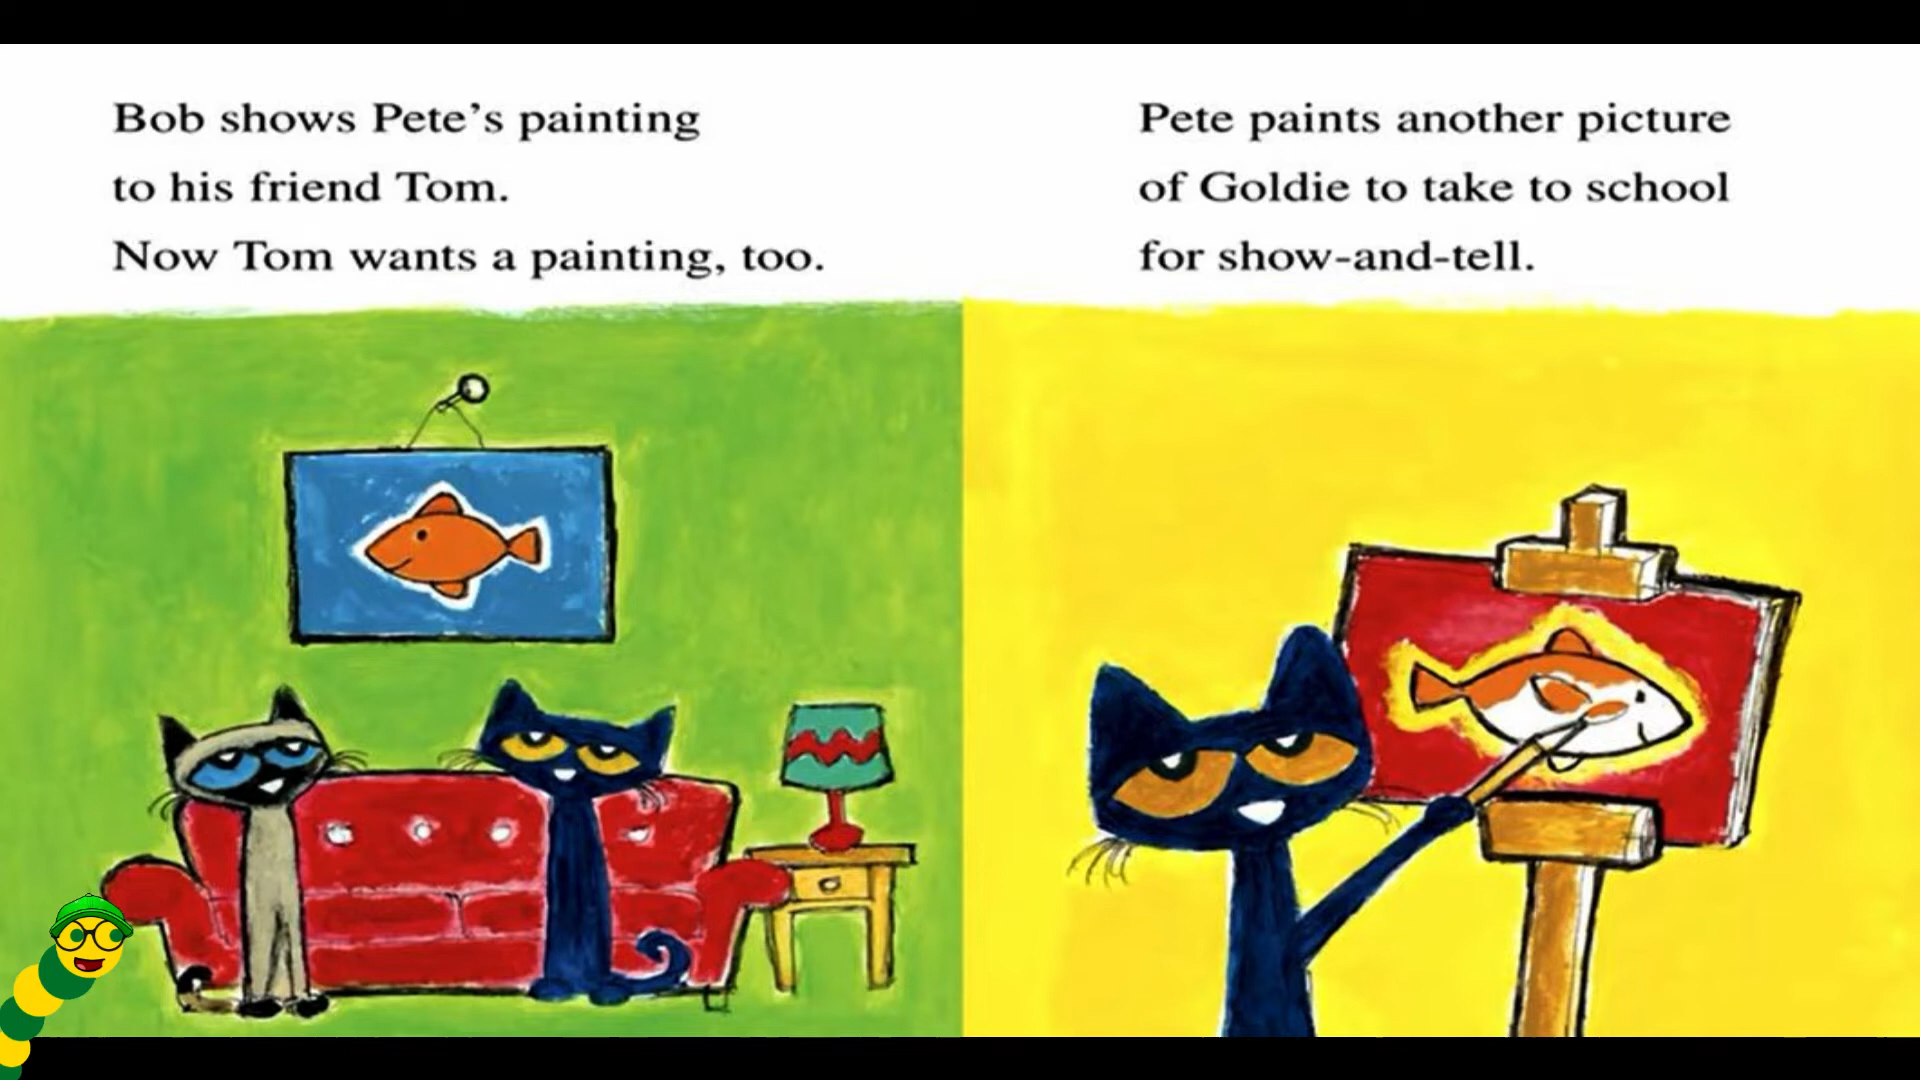 Bob shows Pete’s painting
to his friend Tom.
Now Tom wants a painting, too.
Pete paints another picture
of Goldie to take to school
for show-and-tell.